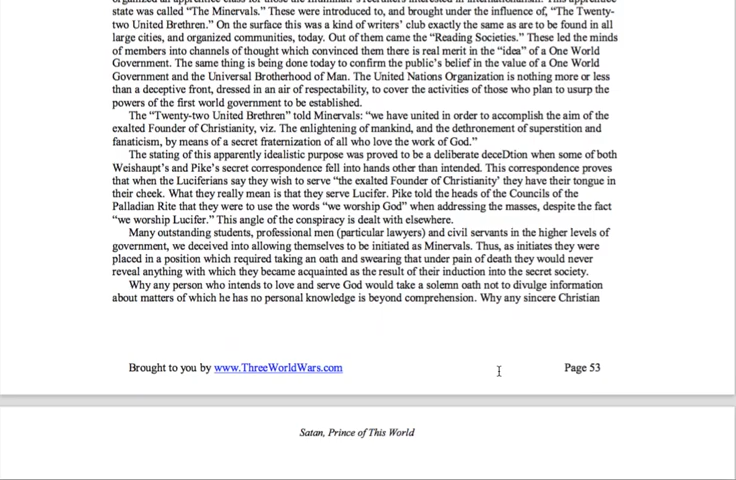 state was called “The Minervals.” These were introduced to, and brought under the influence of, “The Twenty-
two United Brethren.” On the surface this was a kind of writers’ club exactly the same as are to be found in all
large cities, and organized communities, today. Out of them came the “Reading Societies.” These led the minds
of members into channels of thought which convinced them there is real merit in the “idea” of a One World
Government. The same thing is being done today to confirm the public’s belief in the value of a One World
Government and the Universal Brotherhood of Man. The United Nations Organization is nothing more or less
than a deceptive front, dressed in an air of respectability, to cover the activities of those who plan to usurp the
powers of the first world government to be established.
The “Twenty-two United Brethren” told Minervals: “we have united in order to accomplish the aim of the
exalted Founder of Christianity, viz. The enlightening of mankind, and the dethronement of superstition and
fanaticism, by means of a secret fraternization of all who love the work of God.”
The stating of this apparently idealistic purpose was proved to be a deliberate deceDtion when some of both
Weishaupt’s and Pike’s secret correspondence fell into hands other than intended. This correspondence proves
that when the Luciferians say they wish to serve “the exalted Founder of Christianity’ they have their tongue in
their cheek. What they really mean is that they serve Lucifer. Pike told the heads of the Councils of the
Palladian Rite that they were to use the words “we worship God” when addressing the masses, despite the fact
“we worship Lucifer.” This angle of the conspiracy is dealt with elsewhere.
Many outstanding students, professional men (particular lawyers) and civil servants in the higher levels of
government, we deceived into allowing themselves to be initiated as Minervals. Thus, as initiates they were
placed in a position which required taking an oath and swearing that under pain of death they would never
reveal anything with which they became acquainted as the result of their induction into the secret society.
Why any person who intends to love and serve God would take a solemn oath not to divulge information
about matters of which he has no personal knowledge is beyond comprehension. Why any sincere Christian
Brought to you by www.ThreeWorldWars.com Page 53
Satan, Prince of This World